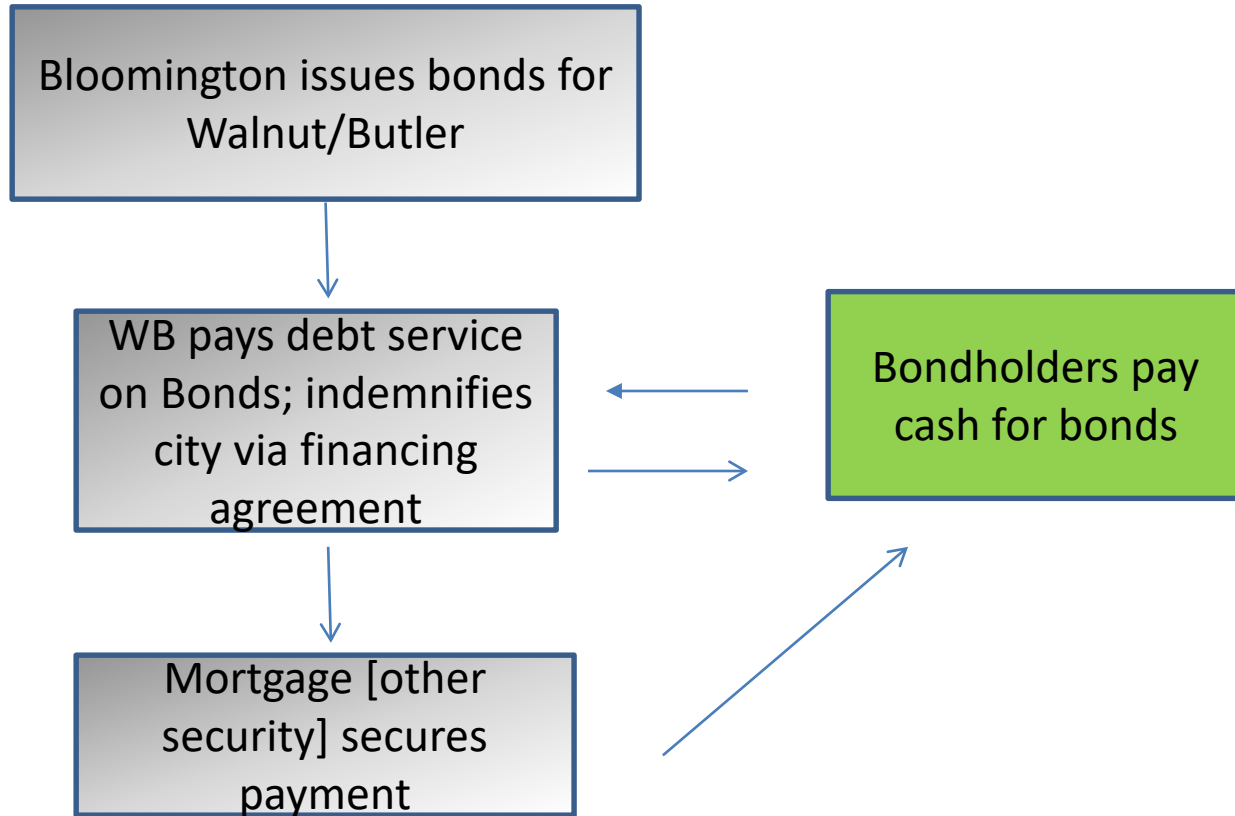 Bloomington issues bonds for
Walnut/Butler
WB pays debt service
on Bonds; indemnifies
city via financing
agreement
Bondholders pay
cash for bonds
Mortgage [other
security] secures
payment